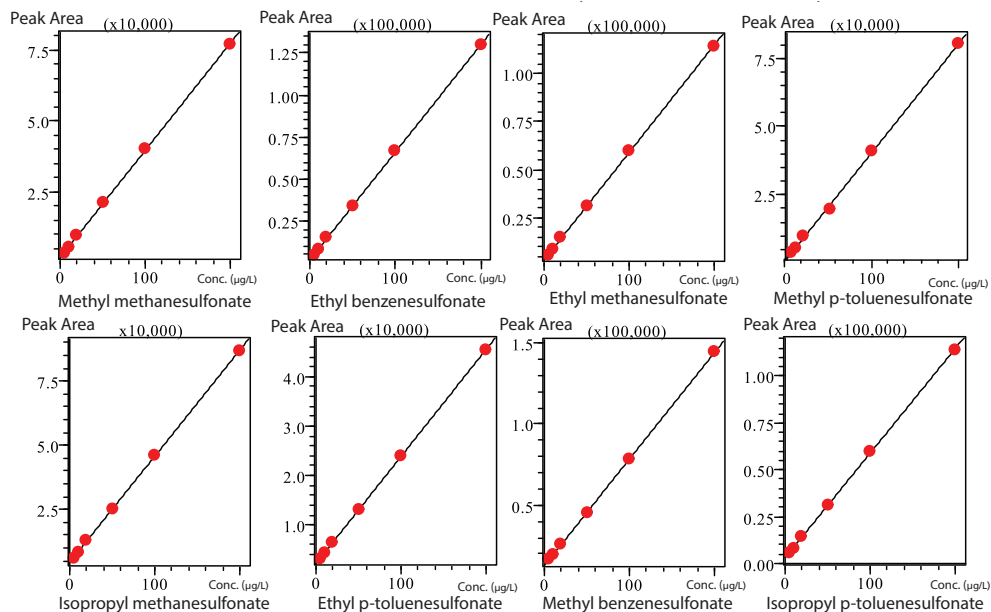 Peak Area (x10,000)
7.5
5.0
2.5
0 100 Conc. (µg/L)
Methyl methanesulfonate
Peak Area (x100,000)
1.25
1.00
0.75
0.50
0.25
0 100 Conc. (µg/L)
Ethyl benzenesulfonate
Peak Area (x100,000)
1.00
0.75
0.50
0.25
0 100 Conc. (µg/L)
Ethyl methanesulfonate
Peak Area (x10,000)
7.5
5.0
2.5
0 100 Conc. (µg/L)
Methyl p-toluenesulfonate
Peak Area x10,000)
7.5
5.0
2.5
0 100 Conc. (µg/L)
Isopropyl methanesulfonate
Peak Area (x10,000)
4.0
3.0
2.0
1.0
0 100 Conc. (µg/L)
Ethyl p-toluenesulfonate
Peak Area (x100,000)
1.5
1.0
0.5
0 100 Conc. (µg/L)
Methyl benzenesulfonate
Peak Area (x100,000)
1.00
0.75
0.50
0.25
0.00
0 100 Conc. (µg/L)
Isopropyl p-toluenesulfonate